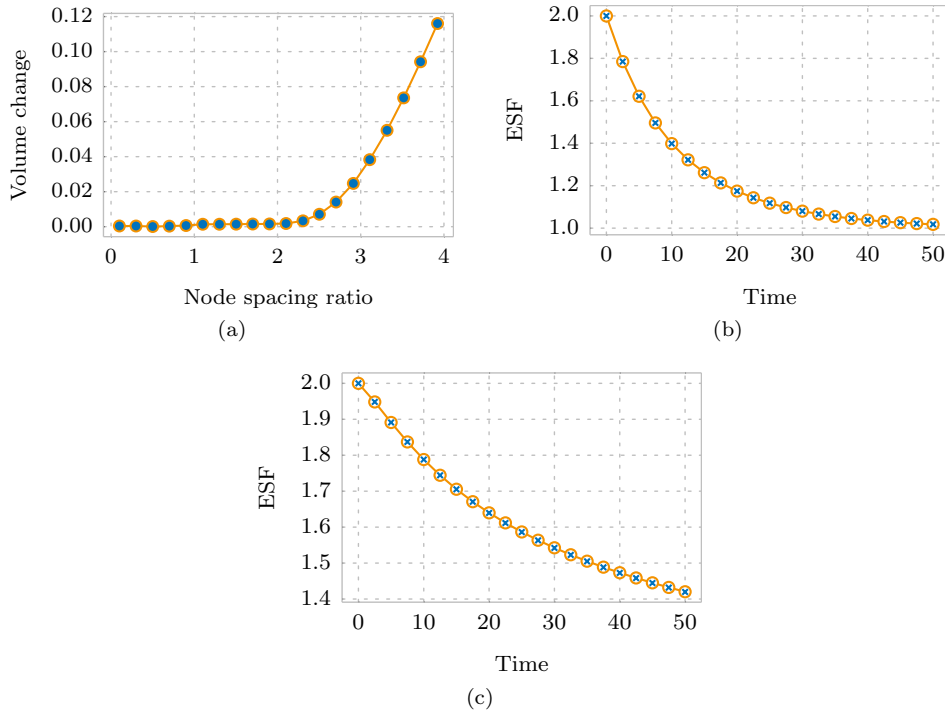 Volume change
0.12
0.10
0.08
0.06
0.04
0.02
0.00
0 1 2 3 4
Node spacing ratio
(a)
ESF
2.0
1.8
1.6
1.4
1.2
1.0
0 10 20 30 40 50
Time
(b)
ESF
2.0
1.9
1.8
1.7
1.6
1.5
1.4
0 10 20 30 40 50
Time
(c)